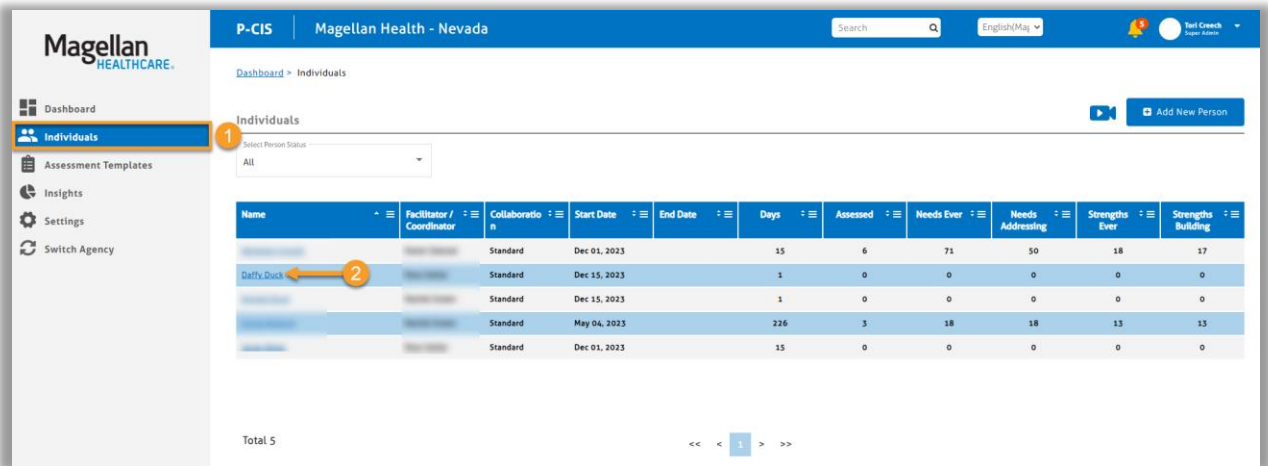 Magellan
HEALTHCARE.
P-CIS Magellan Health - Nevada
Search
English(Maj
5
Tori Creech
Super Admin
Dashboard
Individuals
Assessment Templates
Insights
Settings
Switch Agency
1
Dashboard > Individuals
Individuals
Add New Person
Select Person Status
All
Name Facilitator / Coordinator Collaboratio n Start Date End Date Days Assessed Needs Ever Needs Addressing Strengths Ever Strengths Building
Standard Dec 01, 2023 15 6 71 50 18 17
Daffy Duck 2 Standard Dec 15, 2023 1 0 0 0 0 0
Standard Dec 15, 2023 1 0 0 0 0 0
Standard May 04, 2023 226 3 18 18 13 13
Standard Dec 01, 2023 15 0 0 0 0 0
Total 5
<< < 1 > >>